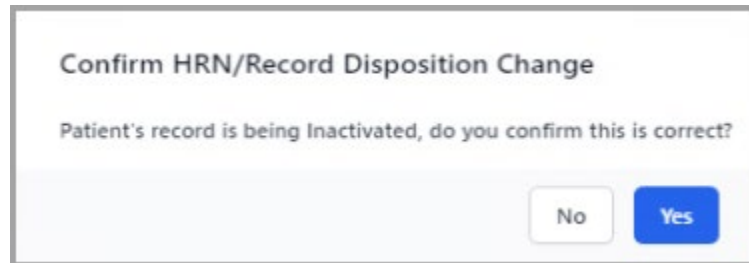 Confirm HRN/Record Disposition Change
Patient's record is being Inactivated, do you confirm this is correct?
No
Yes